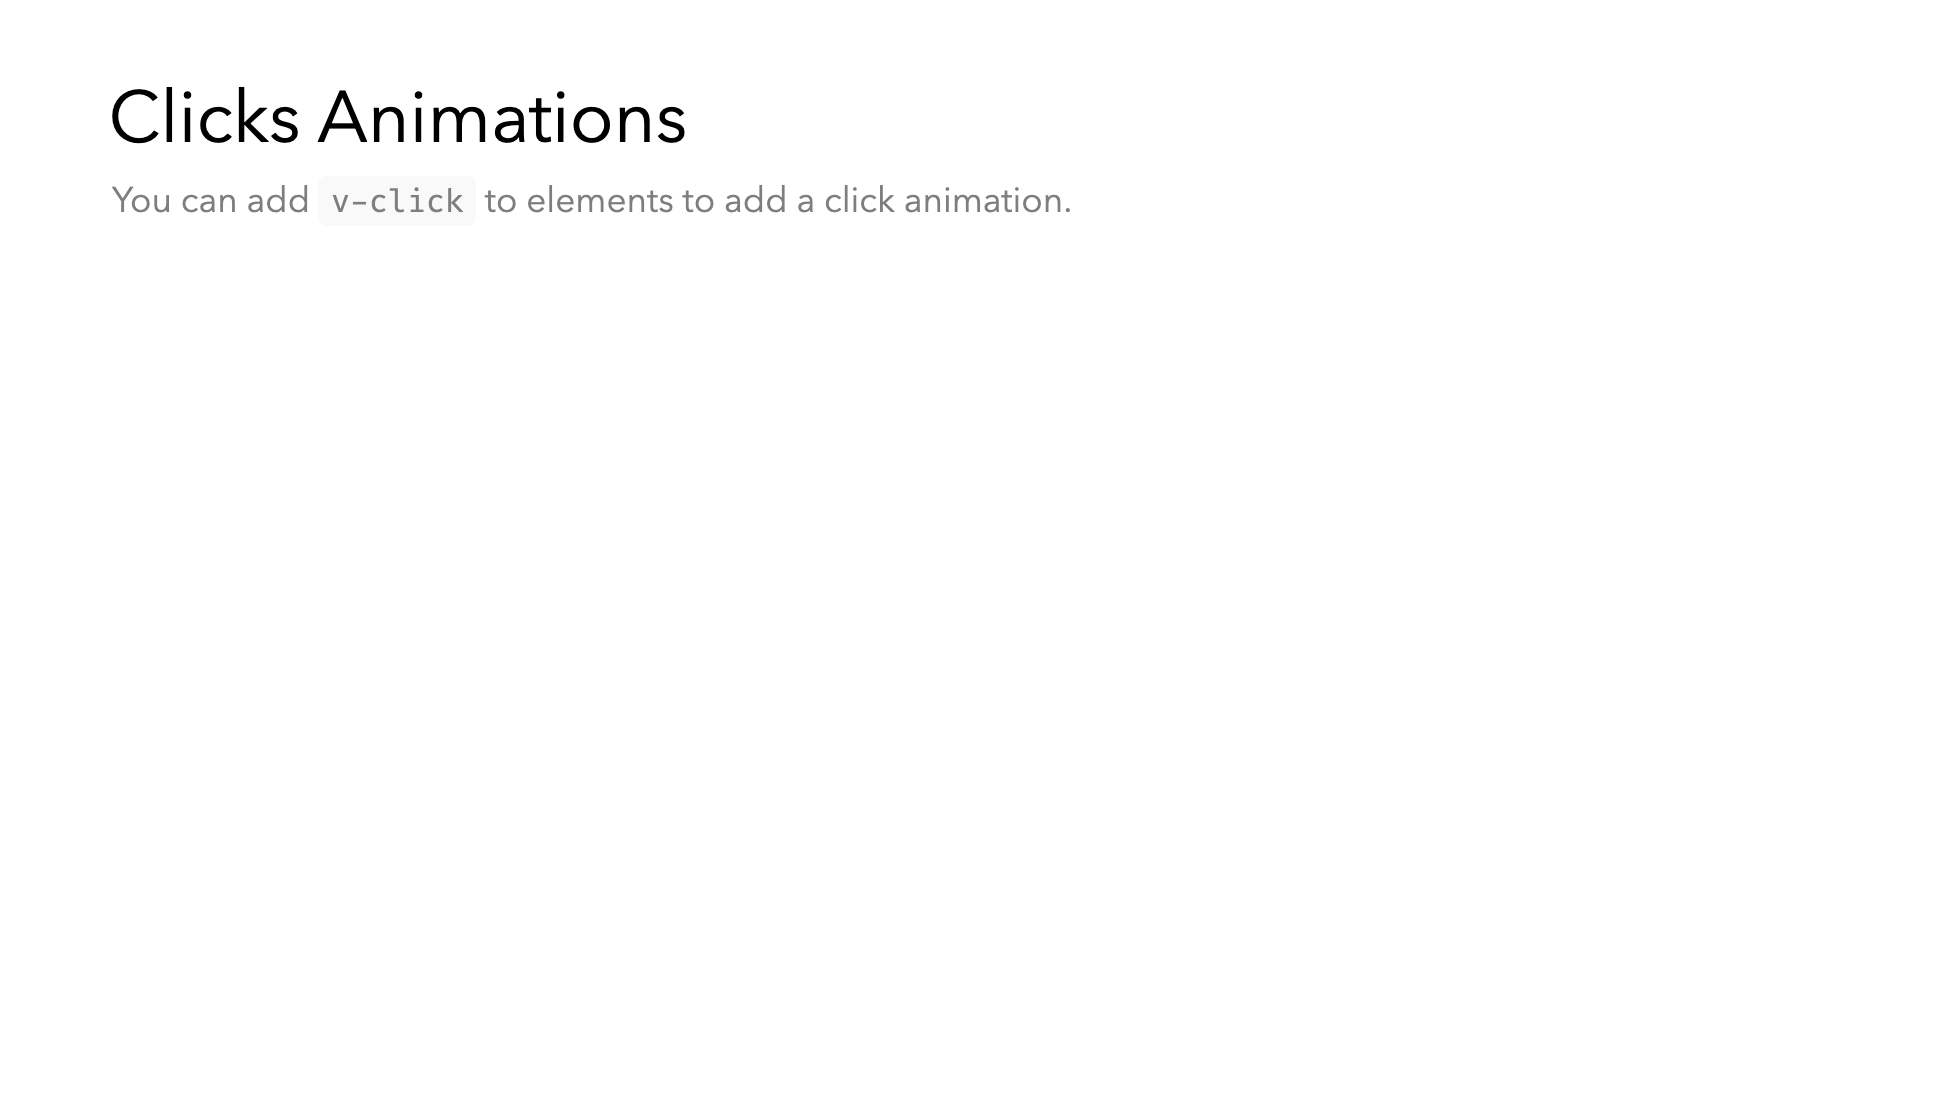 Clicks Animations
You can add v-click to elements to add a click animation.